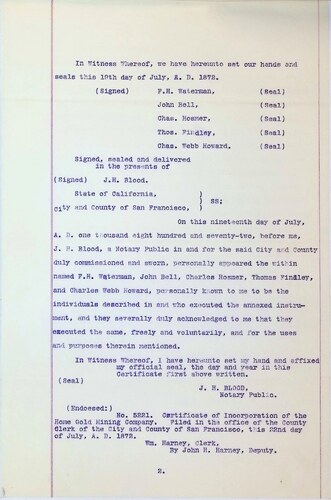 In Witness Whereof, we have hereunto set our hands and
seals this 19th day of July, A. D. 1872.
(Signed) F.H. Waterman, (Seal)
John Bell, (Seal)
Chas. Rosmer, (Seal)
Thos. Findley, (Seal)
Chas. Webb Howard. (Seal)
Signed, sealed and delivered
in the presents of
(Signed) J.H. Blood.
State of California, )
) SS;
City and County of San Francisco, )
On this nineteenth day of July,
A. D. one thousand eight hundred and seventy-two, before me,
J. H. Blood, a Notary Public in and for the said City and County
duly commissioned and sworn, personally appeared the within
named F.H. Waterman, John Bell, Charles Rosmer, Thomas Findley,
and Charles Webb Howard, personally known to me to be the
individuals described in and who executed the annexed instru-
ment, and they severally duly acknowledged to me that they
executed the same, freely and voluntarily, and for the uses
and purposes therein mentioned.
In Witness Whereof, I have hereunto set my hand and affixed
my official seal, the day and year in this
Certificate first above written.
(Seal)
J. H. BLOOD,
Notary Public.
(Endosed:)
No. 5221. Certificate of Incorporation of the
Home Gold Mining Company. Filed in the office of the County
Clerk of the City and County of San Francisco, this 22nd day
of July, A. D. 1872.
Wm. Harney, Clerk,
By John H. Harney, Deputy.
2.